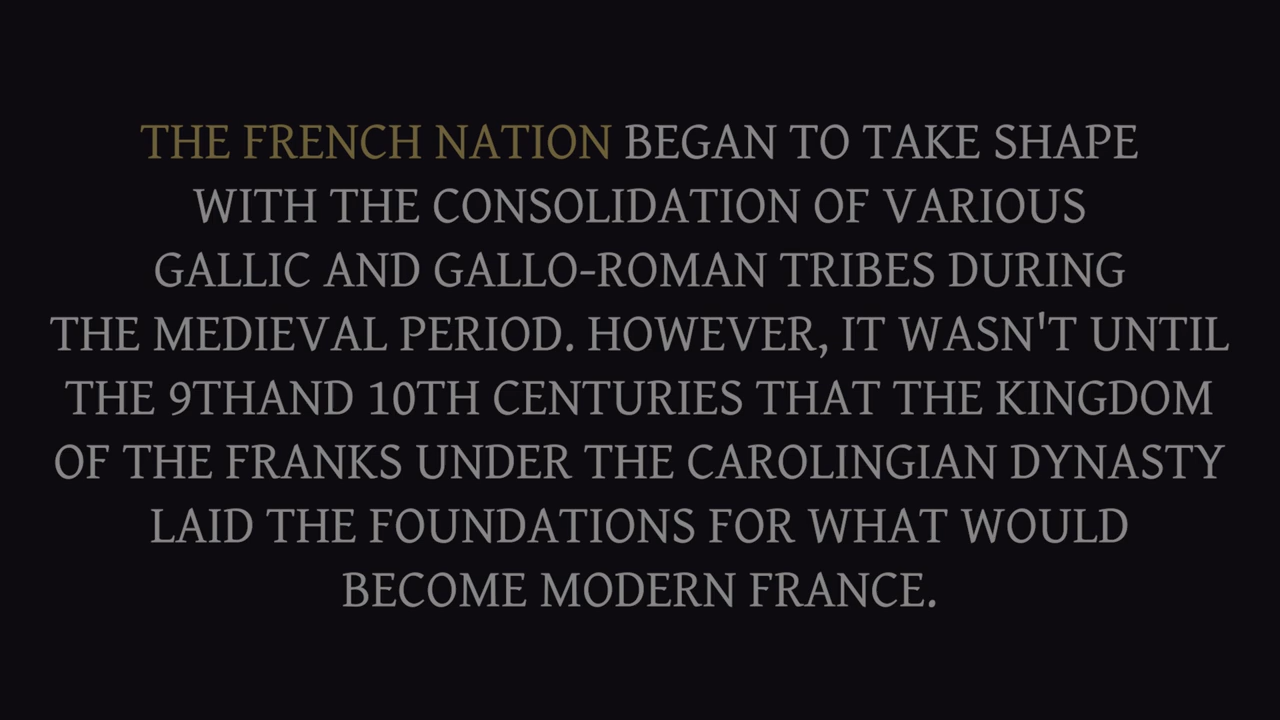 THE FRENCH NATION BEGAN TO TAKE SHAPE
WITH THE CONSOLIDATION OF VARIOUS
GALLIC AND GALLO-ROMAN TRIBES DURING
THE MEDIEVAL PERIOD. HOWEVER, IT WASN'T UNTIL
THE 9THAND 10TH CENTURIES THAT THE KINGDOM
OF THE FRANKS UNDER THE CAROLINGIAN DYNASTY
LAID THE FOUNDATIONS FOR WHAT WOULD
BECOME MODERN FRANCE.